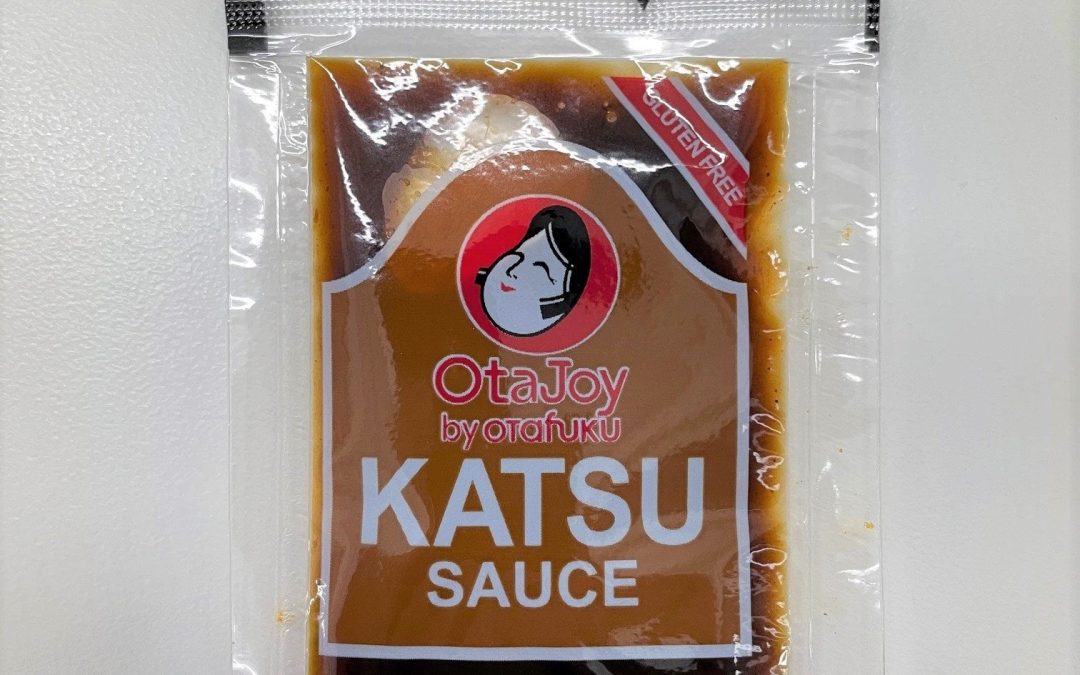 GLUTEN FREE
OtaJoy
by OTAFUKU
KATSU
SAUCE